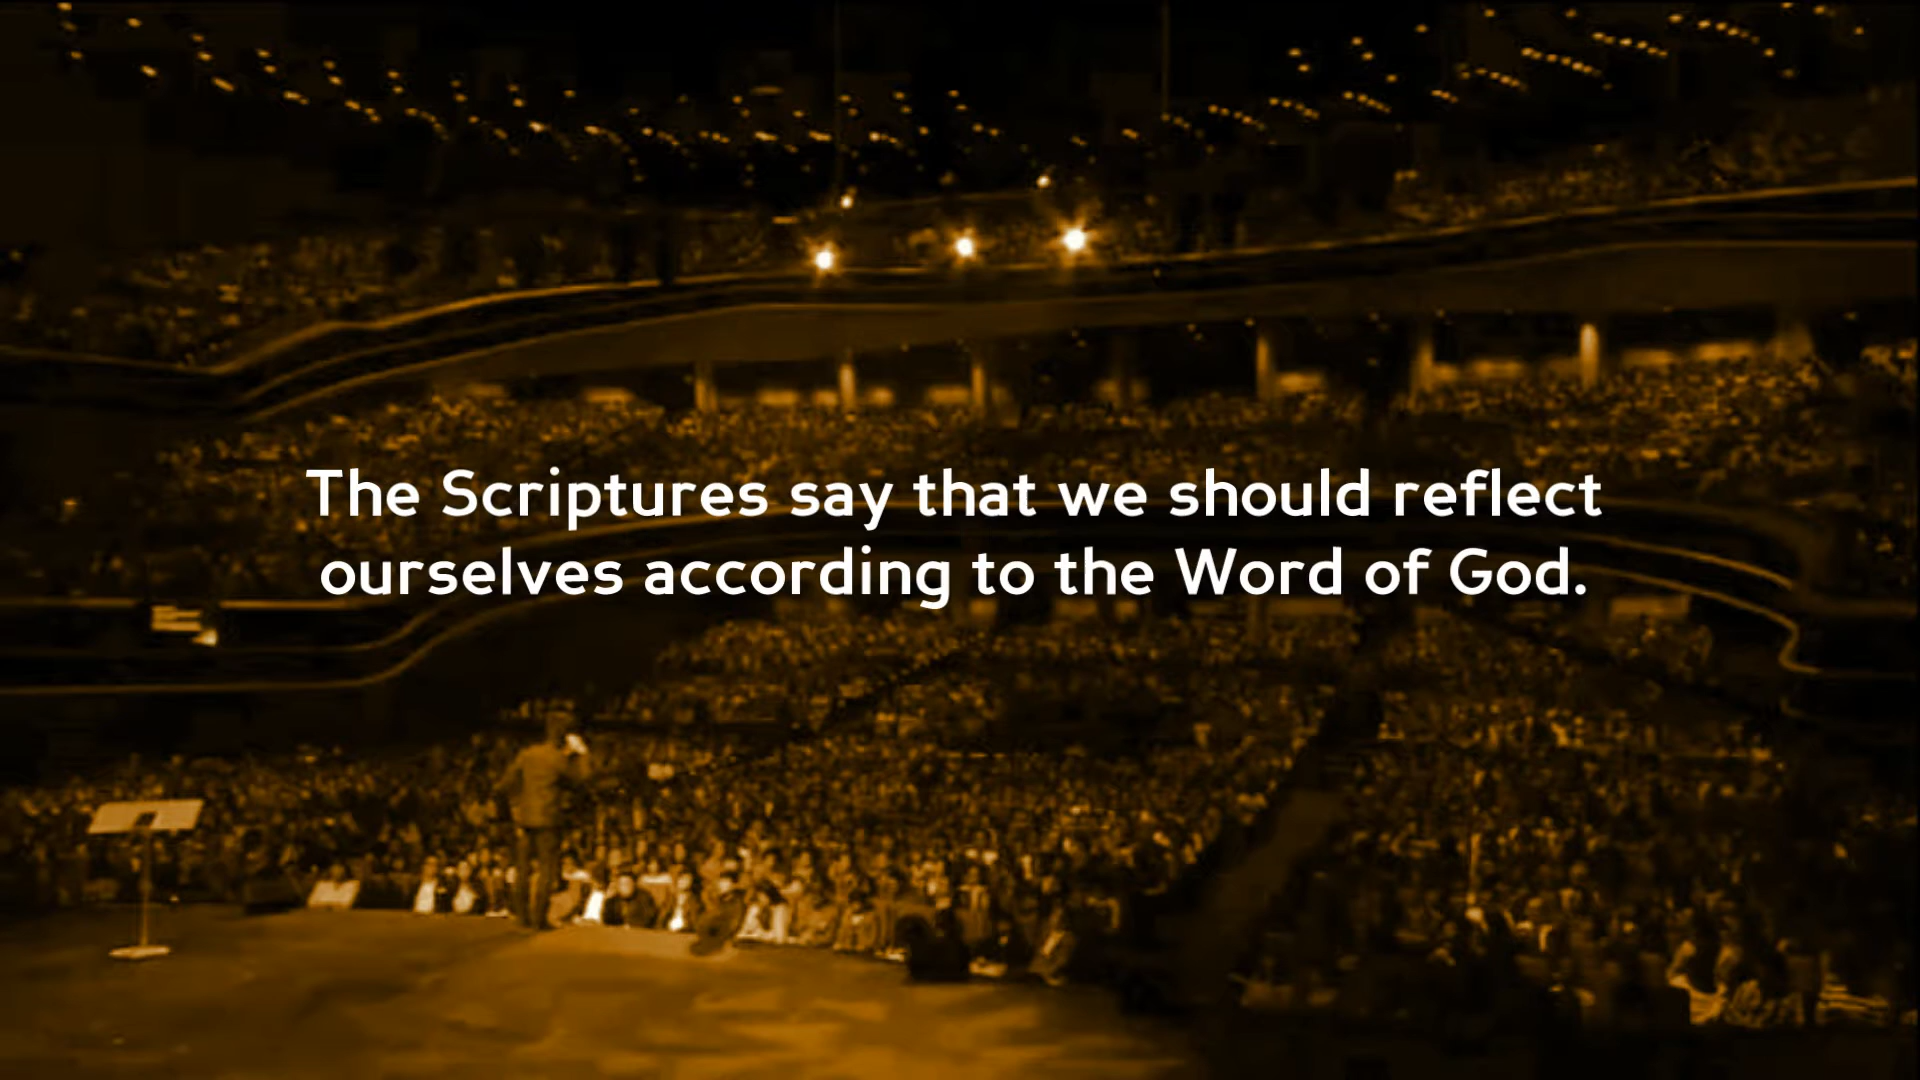 The Scriptures say that we should reflect
ourselves according to the Word of God.